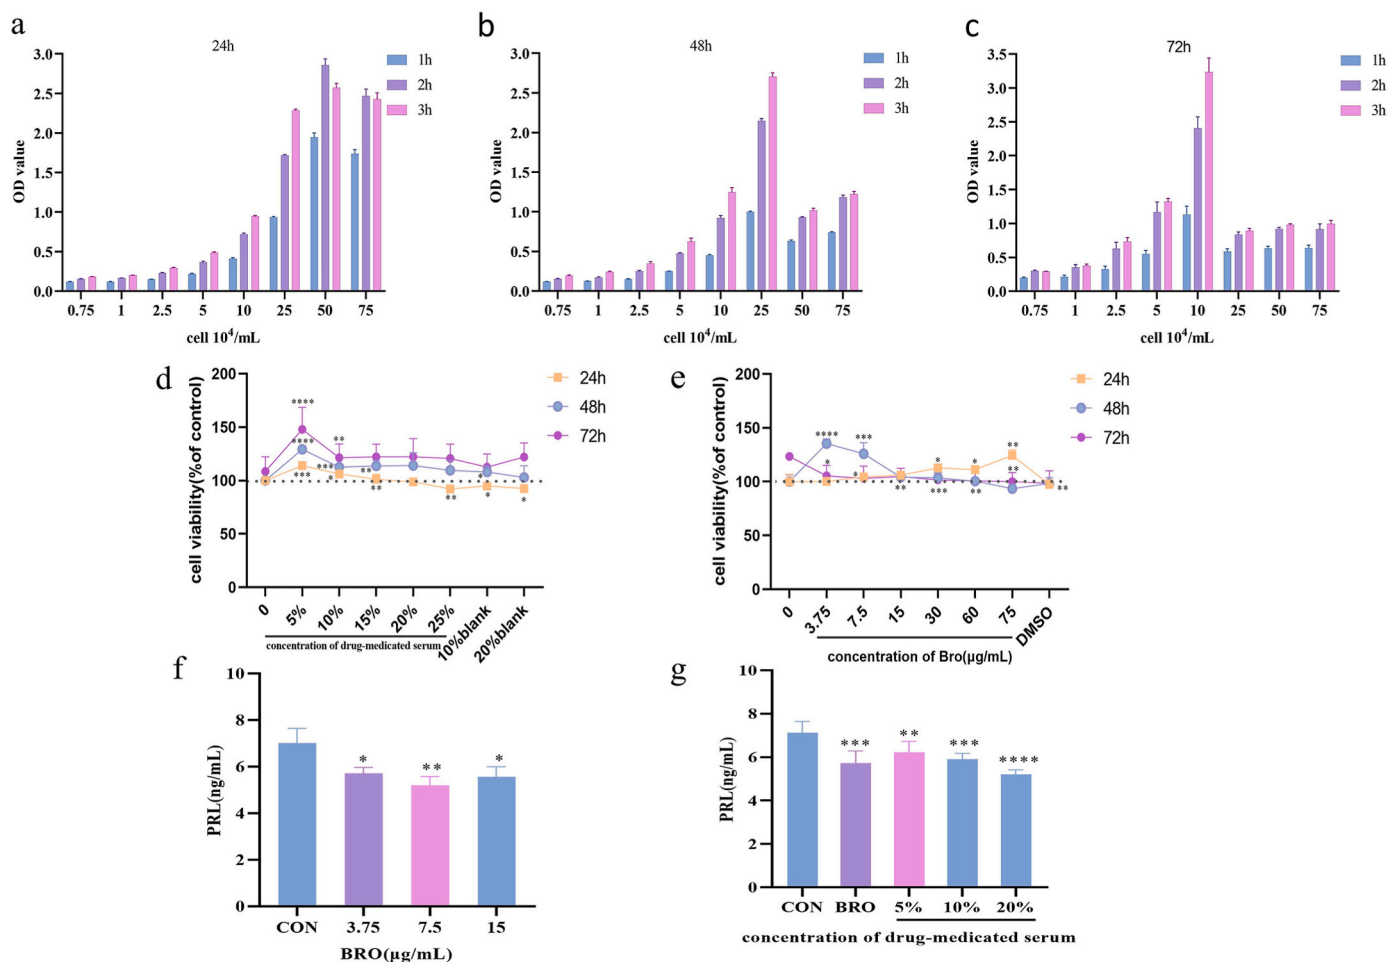 a
24h
OD value
3.0
2.5
2.0
1.5
1.0
0.5
0.0
1h
2h
3h
0.75 1 2.5 5 10 25 50 75
cell 10⁴/mL
b
48h
OD value
3.0
2.5
2.0
1.5
1.0
0.5
0.0
1h
2h
3h
0.75 1 2.5 5 10 25 50 75
cell 10⁴/mL
c
72h
OD value
3.5
3.0
2.5
2.0
1.5
1.0
0.5
0.0
1h
2h
3h
0.75 1 2.5 5 10 25 50 75
cell 10⁴/mL
d
cell viability(%of control)
200
150
100
50
0
24h
48h
72h
****
**
****
***
**
***
*
**
**
*
*
*
0 5% 10% 15% 20% 25% 10%blank 20%blank
concentration of drug-medicated serum
e
cell viability(%of control)
200
150
100
50
0
24h
48h
72h
****
***
**
*
*
*
*
**
**
***
**
**
0 3.75 7.5 15 30 60 75 DMSO
concentration of Bro(μg/mL)
f
PRL(ng/mL)
10
8
6
4
2
0
*
**
*
CON 3.75 7.5 15
BRO(μg/mL)
g
PRL(ng/mL)
10
8
6
4
2
0
***
**
***
****
CON BRO 5% 10% 20%
concentration of drug-medicated serum